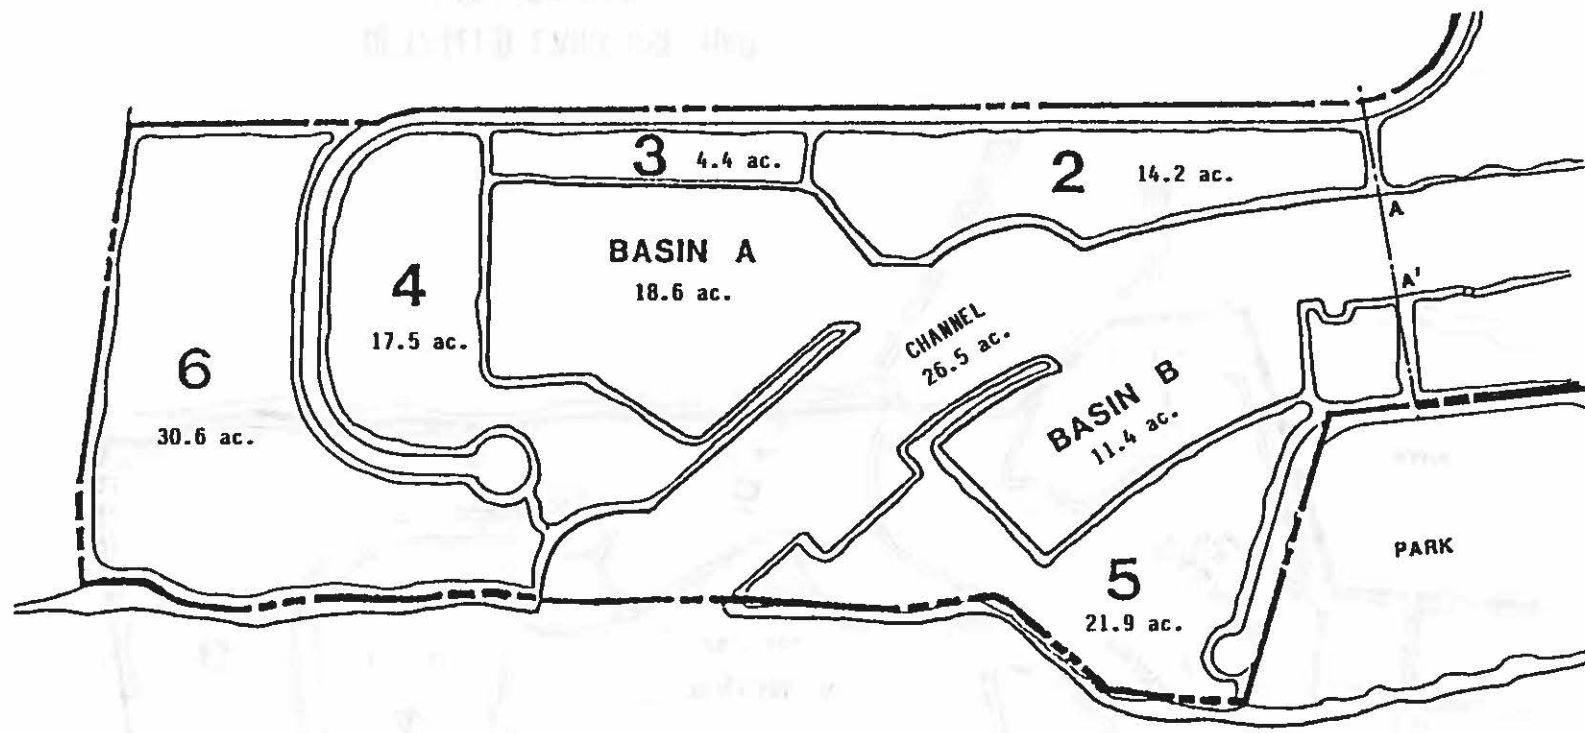 3 4.4 ac.
2 14.2 ac.
A
BASIN A
18.6 ac.
4
17.5 ac.
A'
CHANNEL
26.5 ac.
6
30.6 ac.
BASIN B
11.4 ac.
PARK
5
21.9 ac.